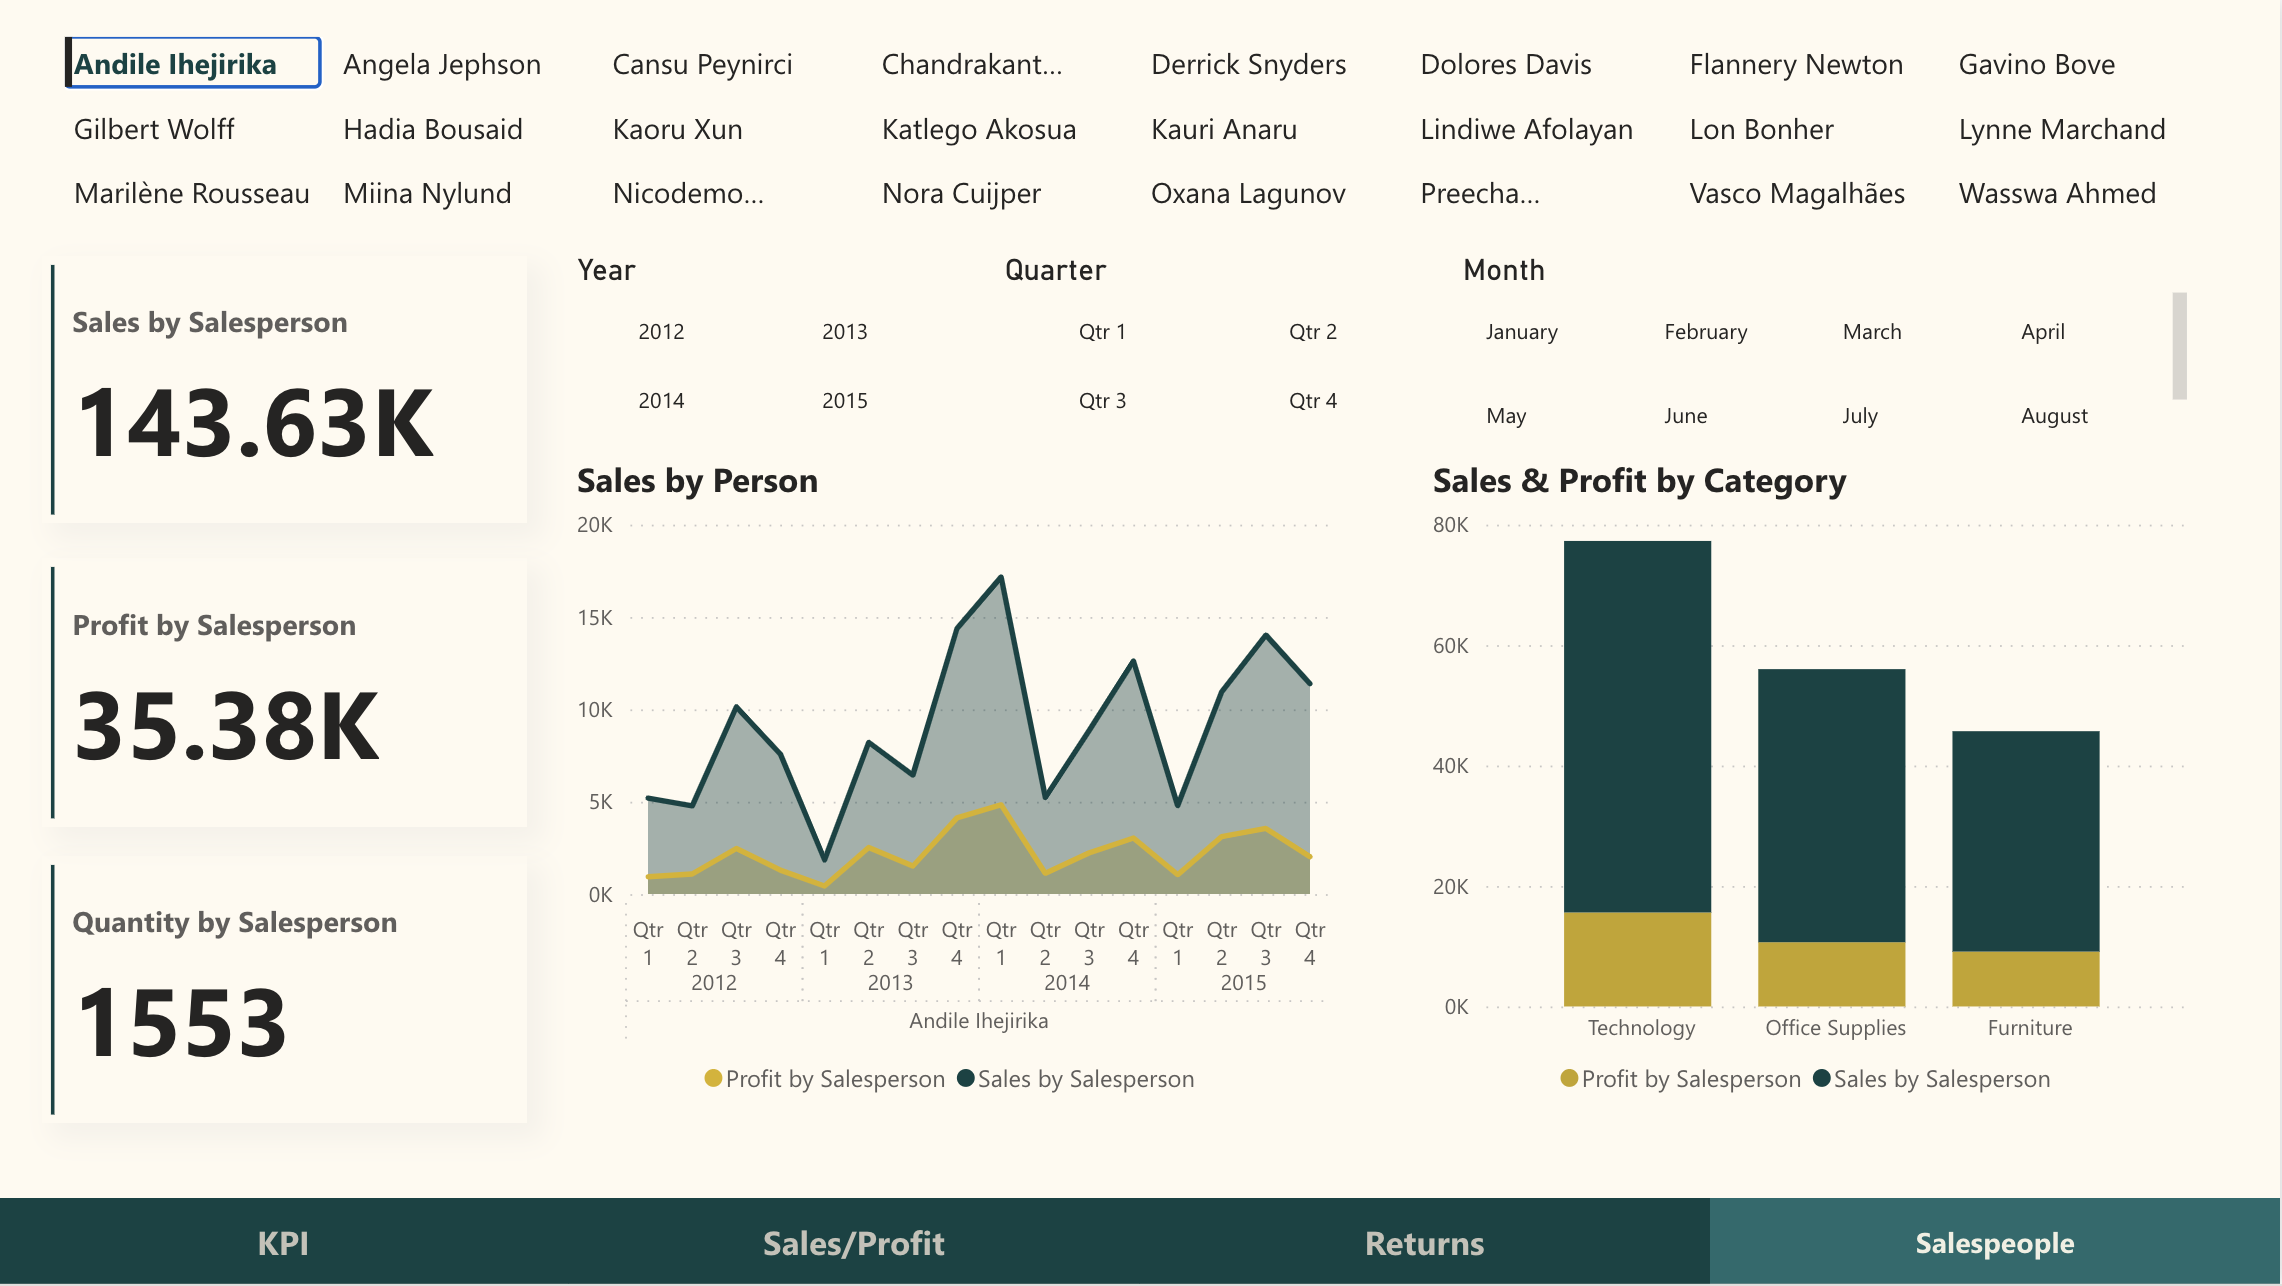 Andile Ihejirika Angela Jephson Cansu Peynirci Chandrakant... Derrick Snyders Dolores Davis Flannery Newton Gavino Bove
Gilbert Wolff Hadia Bousaid Kaoru Xun Katlego Akosua Kauri Anaru Lindiwe Afolayan Lon Bonher Lynne Marchand
Marilène Rousseau Miina Nylund Nicodemo... Nora Cuijper Oxana Lagunov Preecha... Vasco Magalhães Wasswa Ahmed
Sales by Salesperson
143.63K
Profit by Salesperson
35.38K
Quantity by Salesperson
1553
Year
2012 2013
2014 2015
Quarter
Qtr 1 Qtr 2
Qtr 3 Qtr 4
Month
January February March April
May June July August
Sales by Person
20K
15K
10K
5K
0K
Qtr Qtr Qtr Qtr Qtr Qtr Qtr Qtr Qtr Qtr Qtr Qtr Qtr Qtr Qtr Qtr
1 2 3 4 1 2 3 4 1 2 3 4 1 2 3 4
2012 2013 2014 2015
Andile Ihejirika
Profit by Salesperson Sales by Salesperson
Sales & Profit by Category
80K
60K
40K
20K
0K
Technology Office Supplies Furniture
Profit by Salesperson Sales by Salesperson
KPI Sales/Profit Returns Salespeople